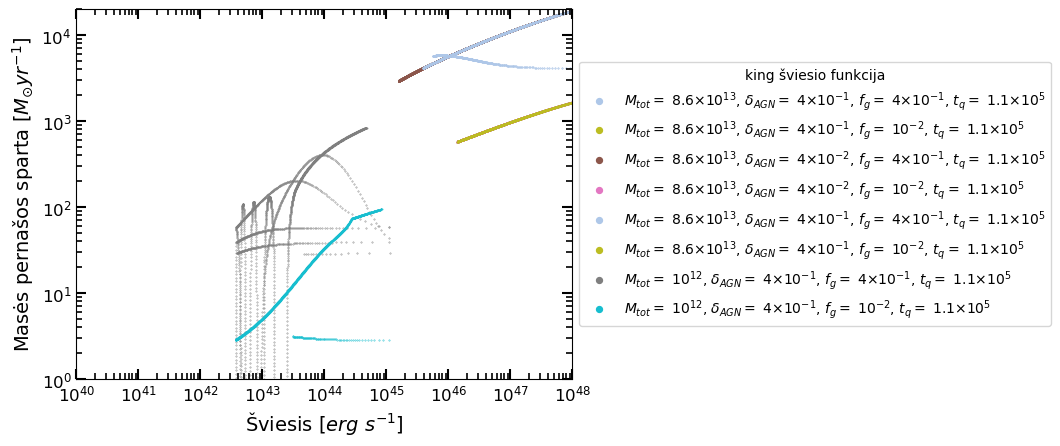 10⁴
10³
10²
10¹
10⁰
Masės pernašos sparta [M⊙yr⁻¹]
10⁴⁰ 10⁴¹ 10⁴² 10⁴³ 10⁴⁴ 10⁴⁵ 10⁴⁶ 10⁴⁷ 10⁴⁸
Šviesis [erg s⁻¹]
king šviesio funkcija
M_tot = 8.6×10¹³, δ_AGN = 4×10⁻¹, f_g = 4×10⁻¹, t_q = 1.1×10⁵
M_tot = 8.6×10¹³, δ_AGN = 4×10⁻¹, f_g = 10⁻², t_q = 1.1×10⁵
M_tot = 8.6×10¹³, δ_AGN = 4×10⁻², f_g = 4×10⁻¹, t_q = 1.1×10⁵
M_tot = 8.6×10¹³, δ_AGN = 4×10⁻², f_g = 10⁻², t_q = 1.1×10⁵
M_tot = 8.6×10¹³, δ_AGN = 4×10⁻¹, f_g = 4×10⁻¹, t_q = 1.1×10⁵
M_tot = 8.6×10¹³, δ_AGN = 4×10⁻¹, f_g = 10⁻², t_q = 1.1×10⁵
M_tot = 10¹², δ_AGN = 4×10⁻¹, f_g = 4×10⁻¹, t_q = 1.1×10⁵
M_tot = 10¹², δ_AGN = 4×10⁻¹, f_g = 10⁻², t_q = 1.1×10⁵